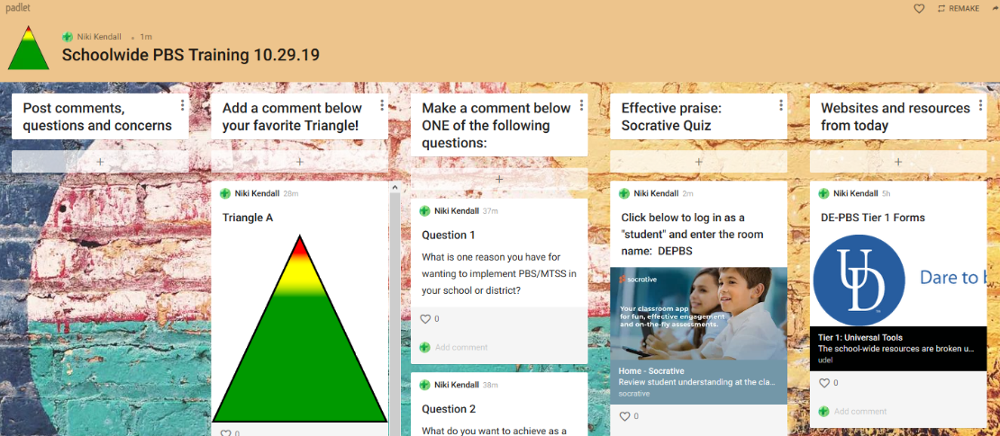 padlet
REMAKE
Niki Kendall • 1m
Schoolwide PBS Training 10.29.19
Post comments,
questions and concerns
+
Add a comment below
your favorite Triangle!
+
Niki Kendall 28m
Triangle A
0
Make a comment below
ONE of the following
questions:
+
Niki Kendall 37m
Question 1
What is one reason you have for
wanting to implement PBS/MTSS in
your school or district?
0
Add comment
Niki Kendall 38m
Question 2
What do you want to achieve as a
Effective praise:
Socrative Quiz
+
Niki Kendall 2m
Click below to log in as a
"student" and enter the room
name: DEPBS
socrative
Your classroom app
for fun, effective engagement
and on-the-fly assessments.
Home - Socrative
Review student understanding at the cla...
socrative
0
Websites and resources
from today
+
Niki Kendall 5h
DE-PBS Tier 1 Forms
UD
Dare to b
Tier 1: Universal Tools
The school-wide resources are broken u...
udel
0
Add comment